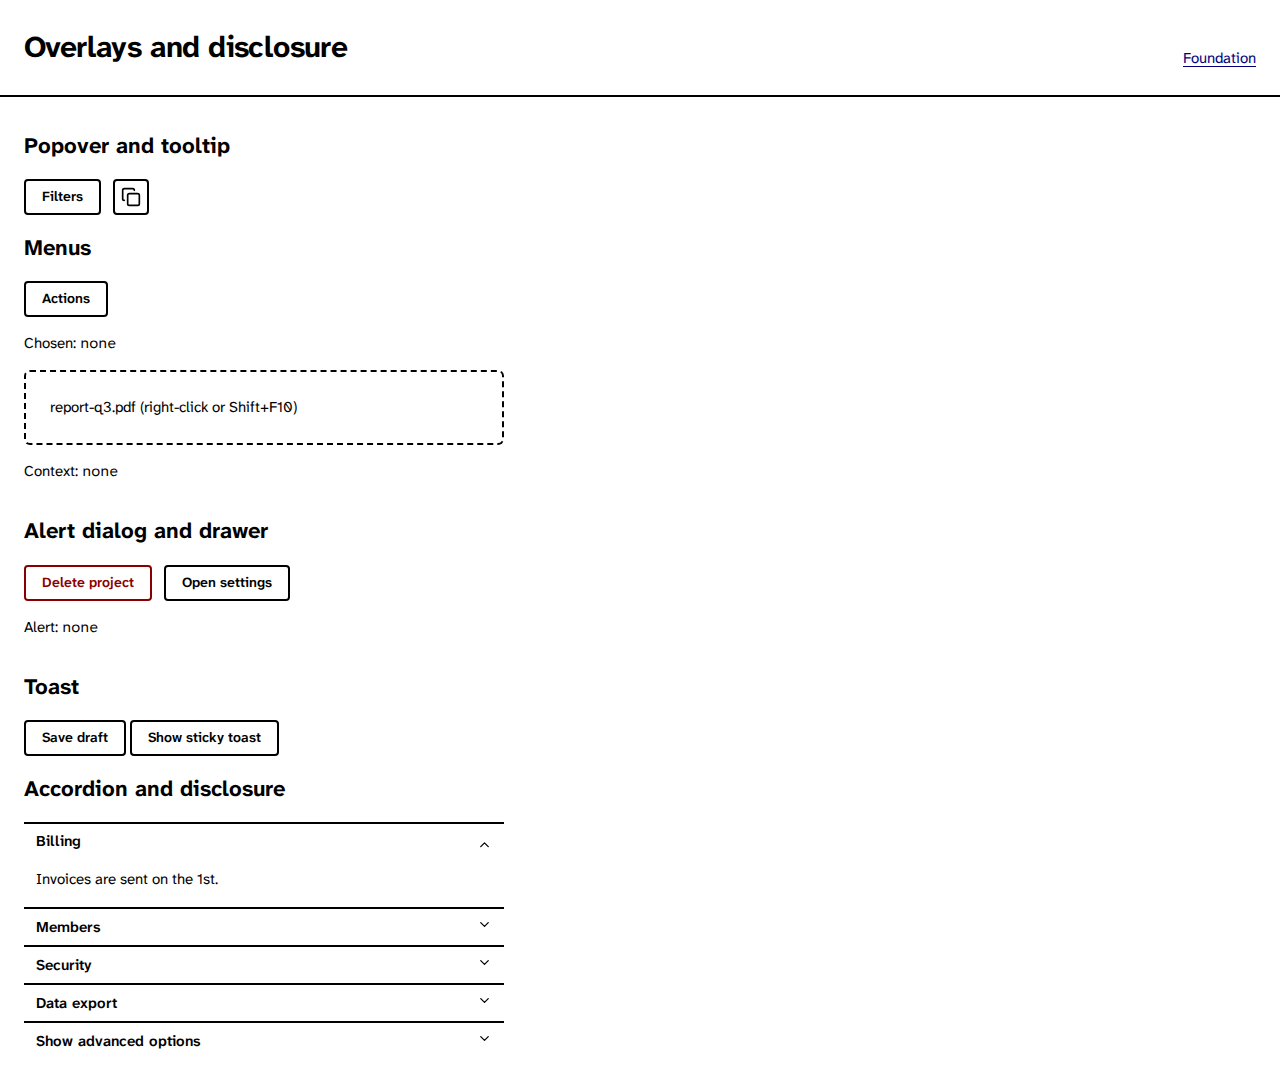 Overlays and disclosure
Foundation
Popover and tooltip
Filters
Menus
Actions
Chosen: none
report-q3.pdf (right-click or Shift+F10)
Context: none
Alert dialog and drawer
Delete project
Open settings
Alert: none
Toast
Save draft
Show sticky toast
Accordion and disclosure
Billing
Invoices are sent on the 1st.
Members
Security
Data export
Show advanced options